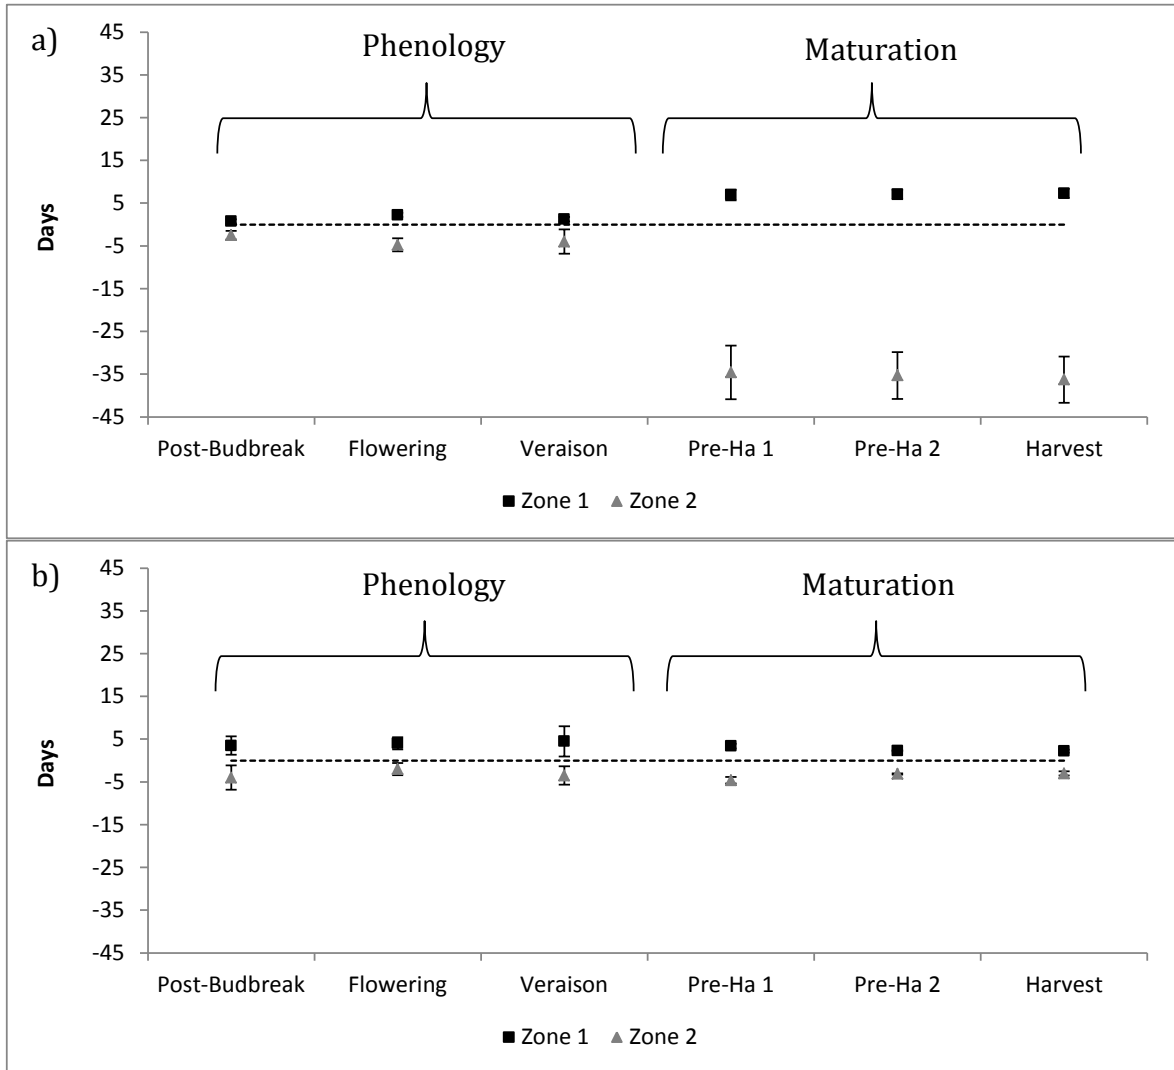 a)
Phenology
Maturation
45
35
25
15
5
-5
-15
-25
-35
-45
Days
Post-Budbreak Flowering Veraison Pre-Ha 1 Pre-Ha 2 Harvest
Zone 1 Zone 2
b)
Phenology
Maturation
45
35
25
15
5
-5
-15
-25
-35
-45
Days
Post-Budbreak Flowering Veraison Pre-Ha 1 Pre-Ha 2 Harvest
Zone 1 Zone 2